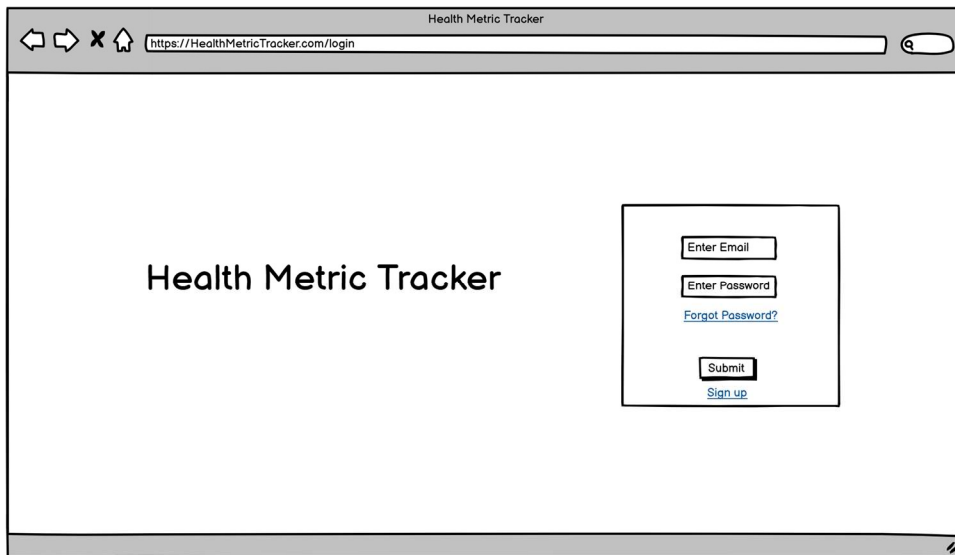 Health Metric Tracker
https://HealthMetricTracker.com/login
Health Metric Tracker
Enter Email
Enter Password
Forgot Password?
Submit
Sign up